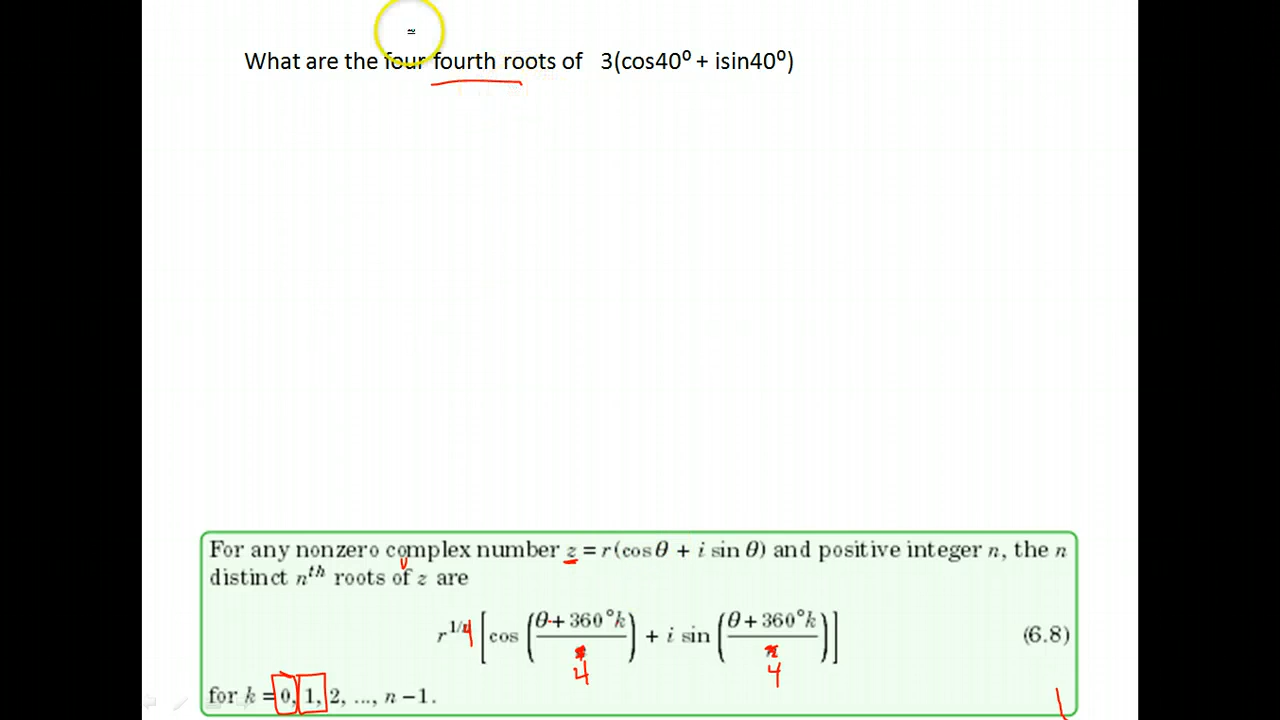 What are the four fourth roots of 3(cos40⁰ + isin40⁰)
For any nonzero complex number z = r(cos θ + i sin θ) and positive integer n, the n
distinct nth roots of z are
r^1/4 [cos (θ + 360°k / 4) + i sin (θ + 360°k / 4)] (6.8)
for k = 0, 1, 2, ..., n − 1.